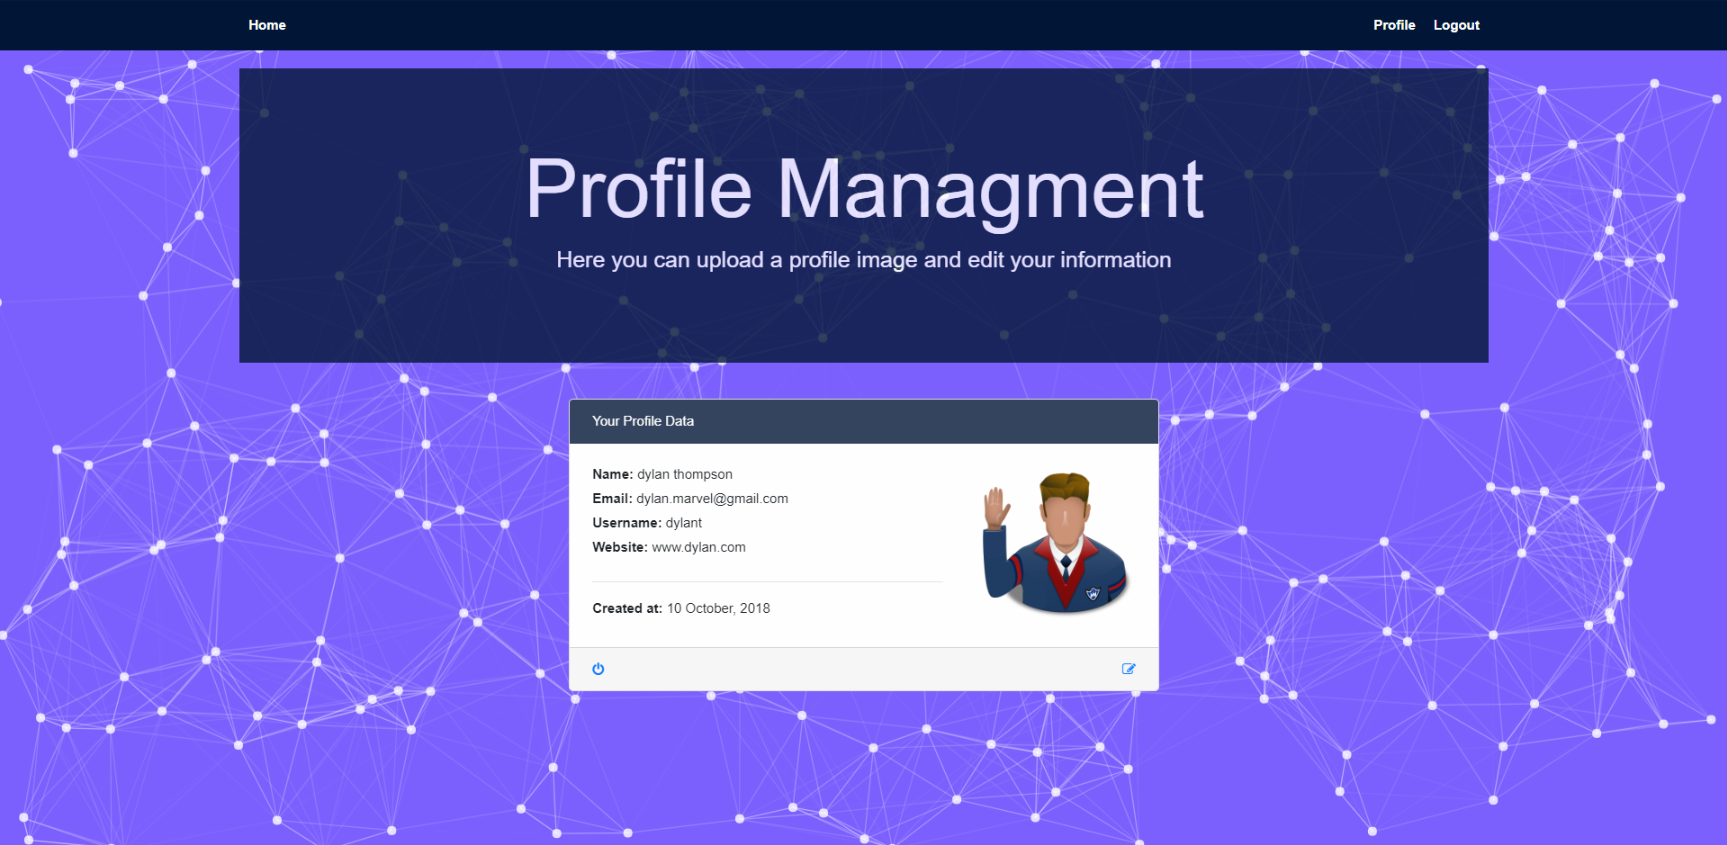 Home
Profile
Logout
Profile Managment
Here you can upload a profile image and edit your information
Your Profile Data
Name: dylan thompson
Email: dylan.marvel@gmail.com
Username: dylant
Website: www.dylan.com
Created at: 10 October, 2018